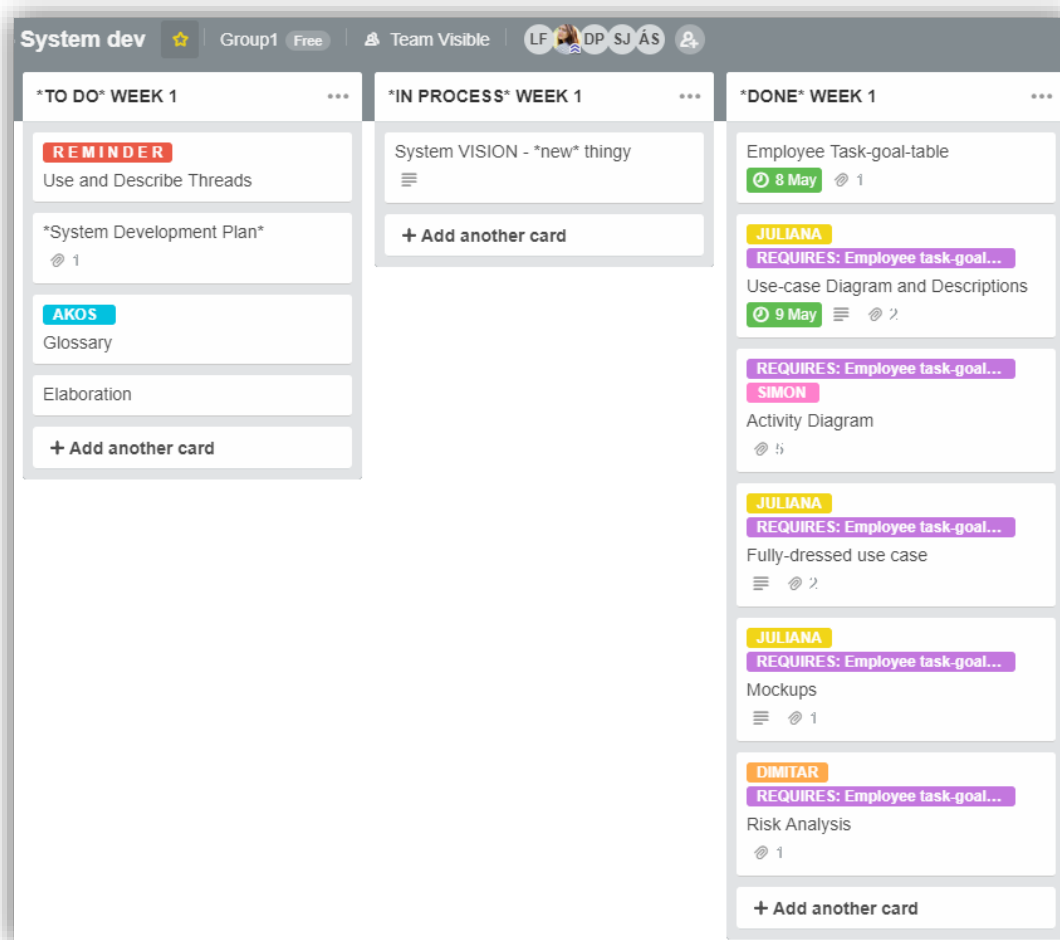 System dev
Group1 Free
Team Visible
LF DP SJ ÁS
*TO DO* WEEK 1
REMINDER
Use and Describe Threads
*System Development Plan*
1
AKOS
Glossary
Elaboration
+ Add another card
*IN PROCESS* WEEK 1
System VISION - *new* thingy
+ Add another card
*DONE* WEEK 1
Employee Task-goal-table
8 May 1
JULIANA
REQUIRES: Employee task-goal...
Use-case Diagram and Descriptions
9 May 2
REQUIRES: Employee task-goal...
SIMON
Activity Diagram
5
JULIANA
REQUIRES: Employee task-goal...
Fully-dressed use case
2
JULIANA
REQUIRES: Employee task-goal...
Mockups
1
DIMITAR
REQUIRES: Employee task-goal...
Risk Analysis
1
+ Add another card